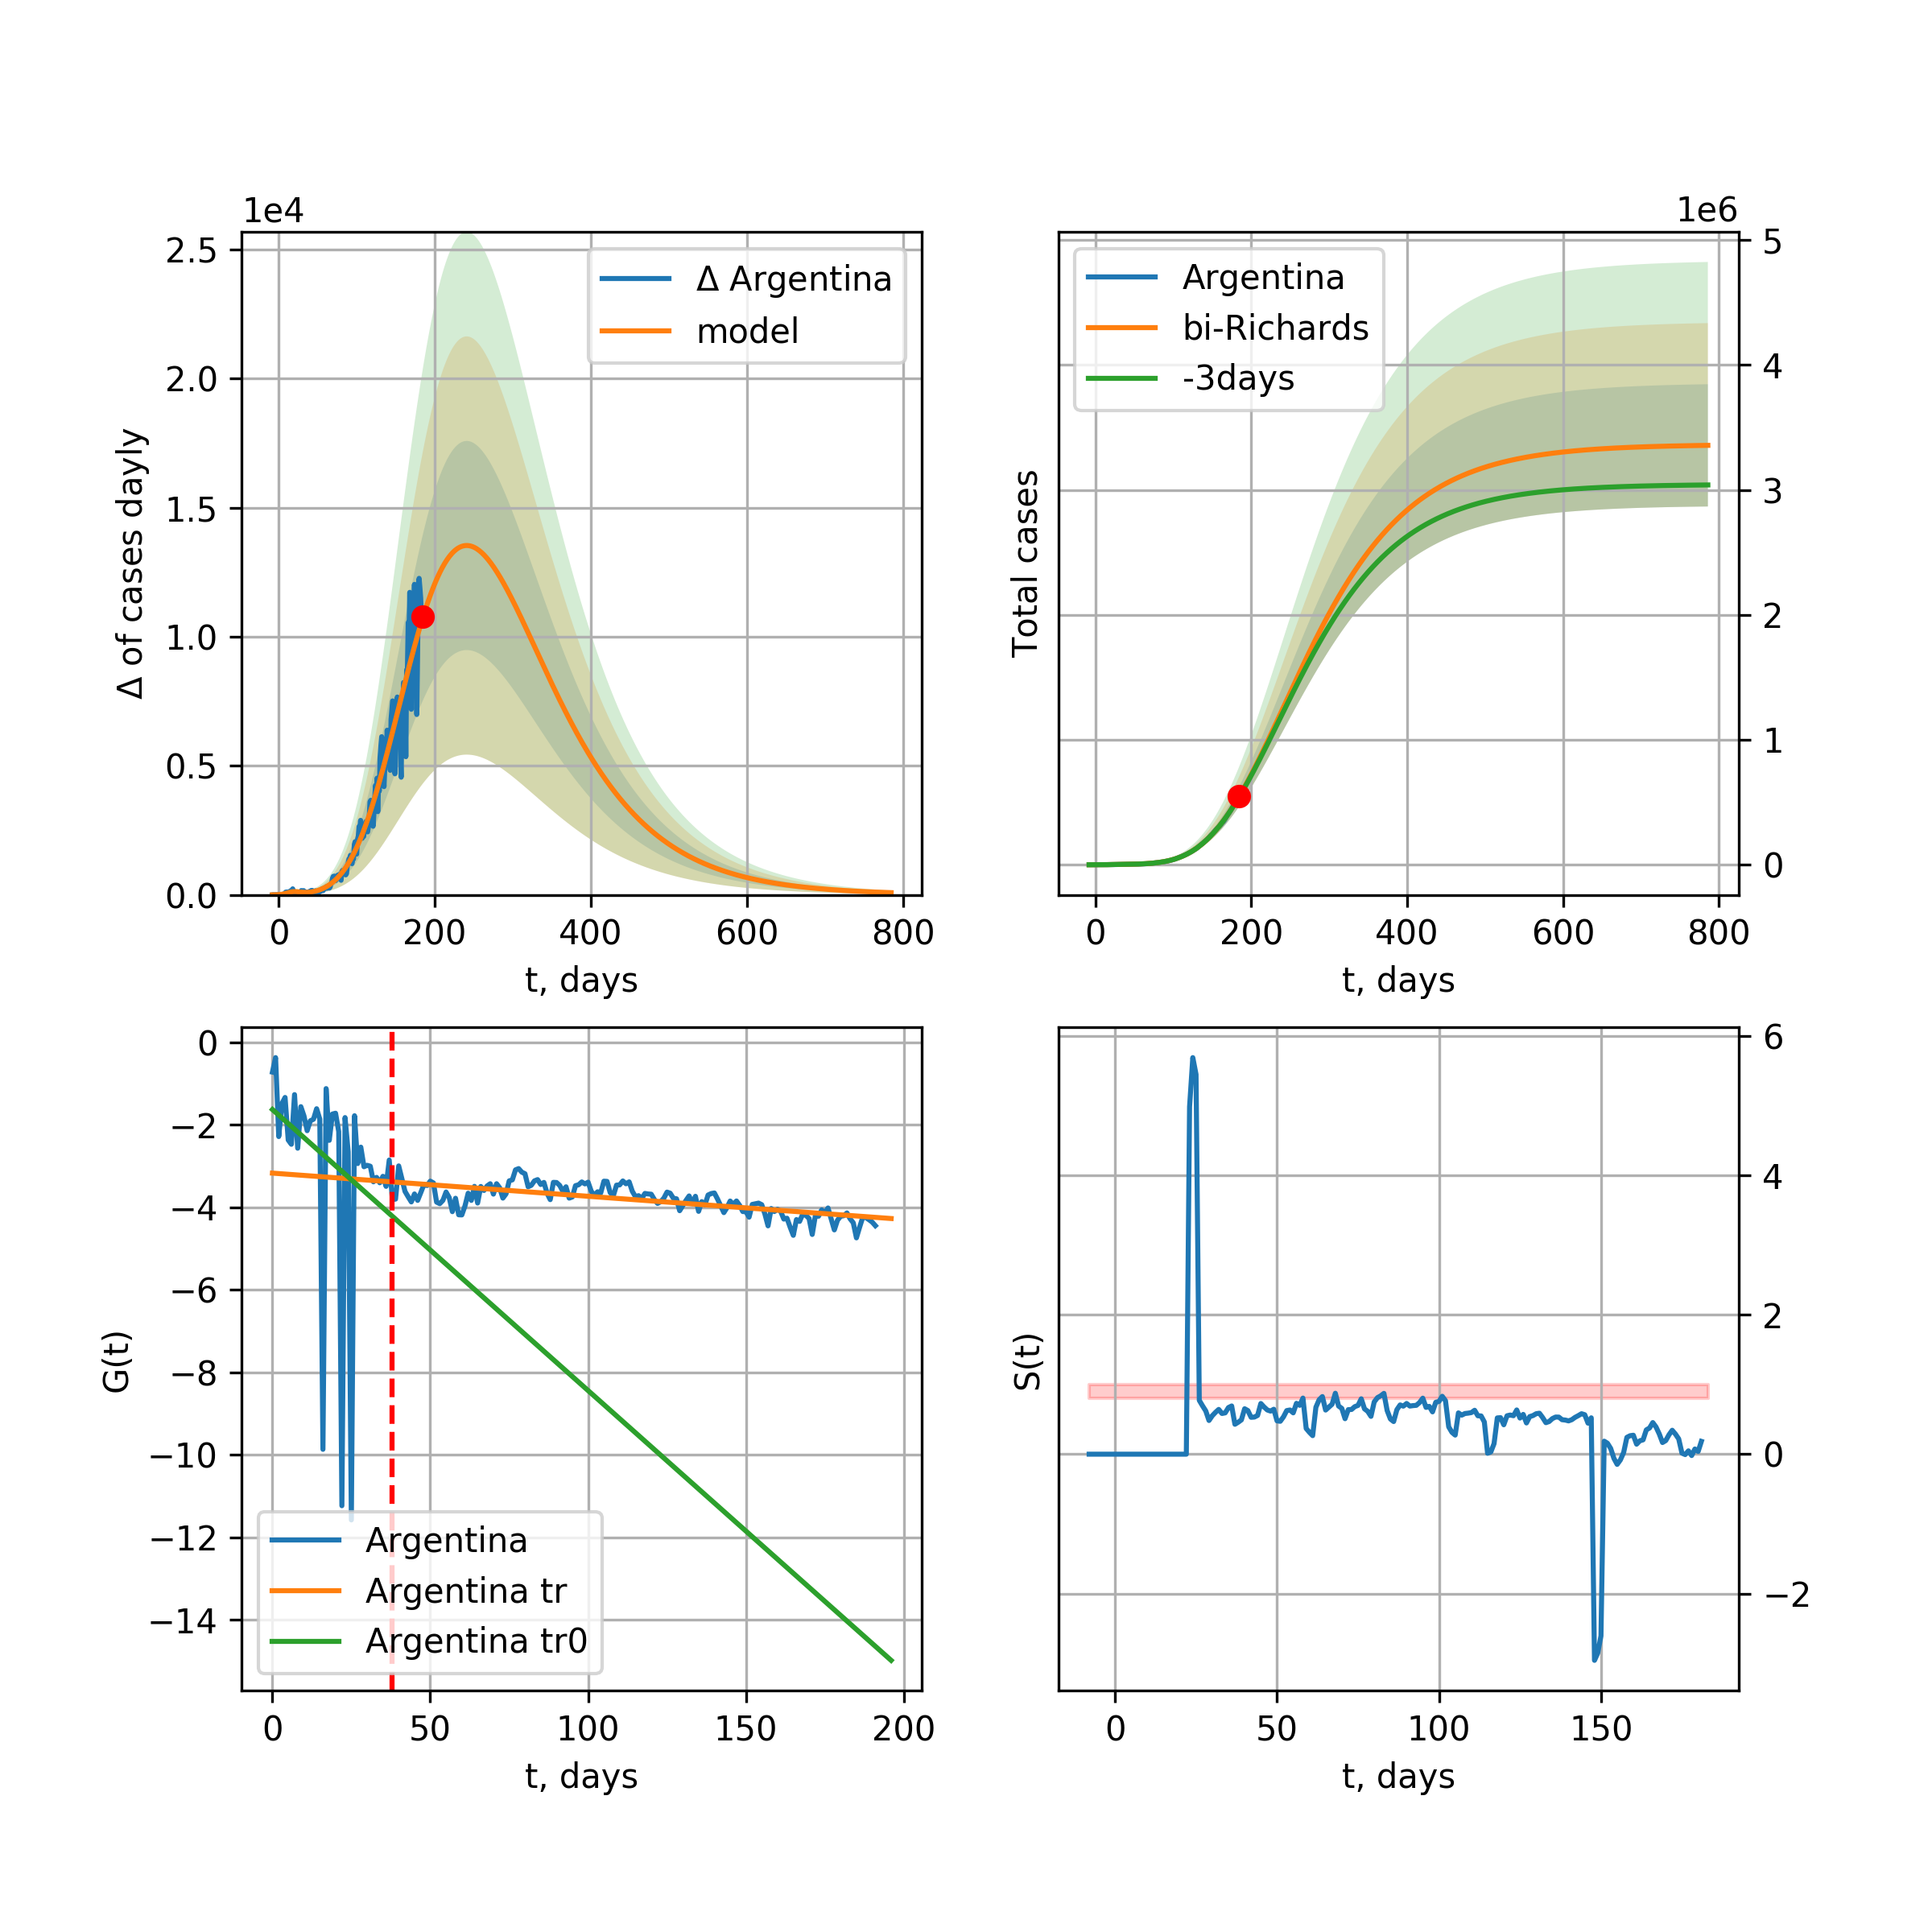 1e4
2.5
2.0
1.5
1.0
0.5
0.0
Δ of cases dayly
Δ Argentina
model
0 200 400 600 800
t, days
1e6
5
4
3
2
1
0
Total cases
Argentina
bi-Richards
-3days
0 200 400 600 800
t, days
0
−2
−4
−6
−8
−10
−12
−14
G(t)
Argentina
Argentina tr
Argentina tr0
0 50 100 150 200
t, days
6
4
2
0
−2
S(t)
0 50 100 150
t, days